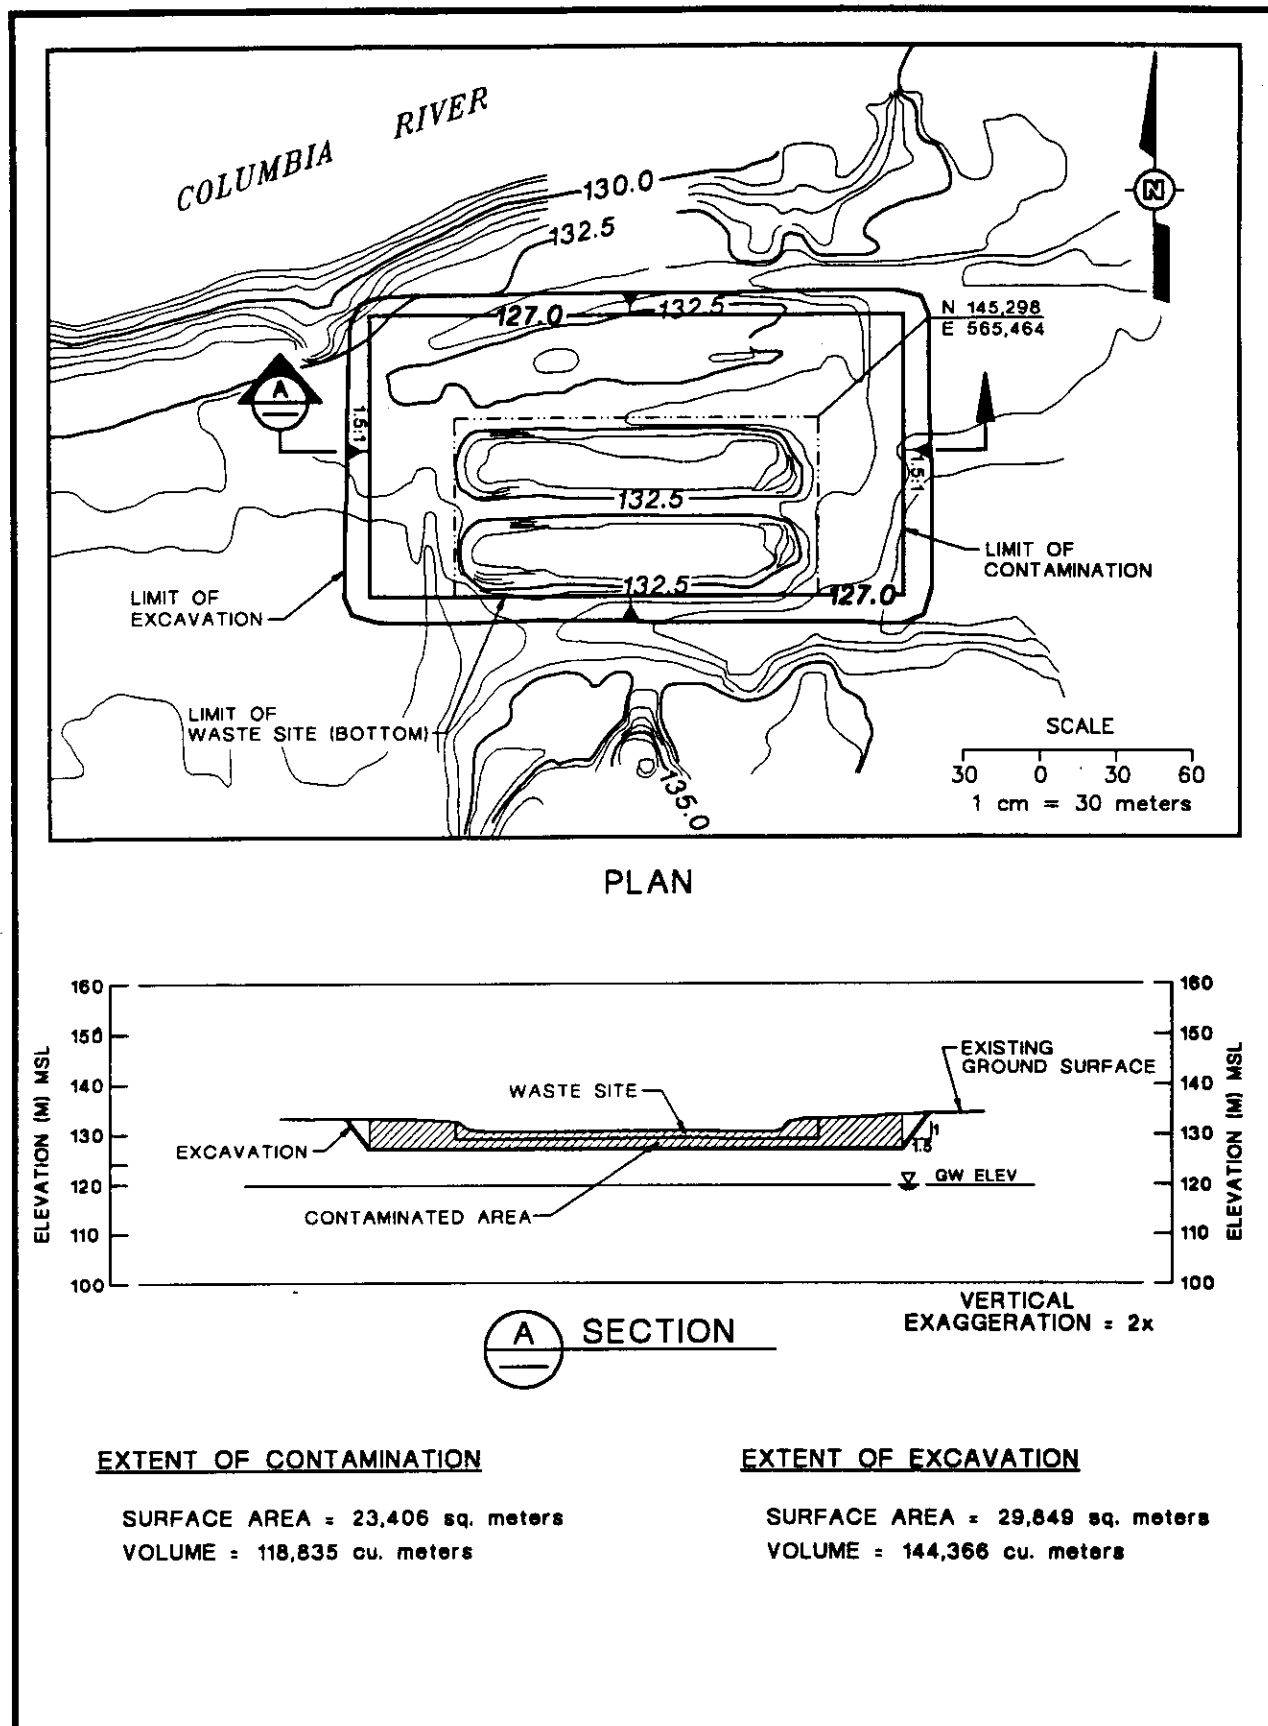 COLUMBIA RIVER
N
130.0
132.5
127.0
132.5
N 145,298
E 565,464
A
1.5:1
1.5:1
132.5
LIMIT OF
CONTAMINATION
132.5
127.0
LIMIT OF
EXCAVATION
LIMIT OF
WASTE SITE (BOTTOM)
135.0
SCALE
30 0 30 60
1 cm = 30 meters
PLAN
ELEVATION (M) MSL
160
150
140
130
120
110
100
160
150
140
130
120
110
100
ELEVATION (M) MSL
EXISTING
GROUND SURFACE
WASTE SITE
EXCAVATION
1
1.5
GW ELEV
CONTAMINATED AREA
VERTICAL
EXAGGERATION = 2x
A SECTION
EXTENT OF CONTAMINATION
SURFACE AREA = 23,406 sq. meters
VOLUME = 118,835 cu. meters
EXTENT OF EXCAVATION
SURFACE AREA = 29,849 sq. meters
VOLUME = 144,366 cu. meters